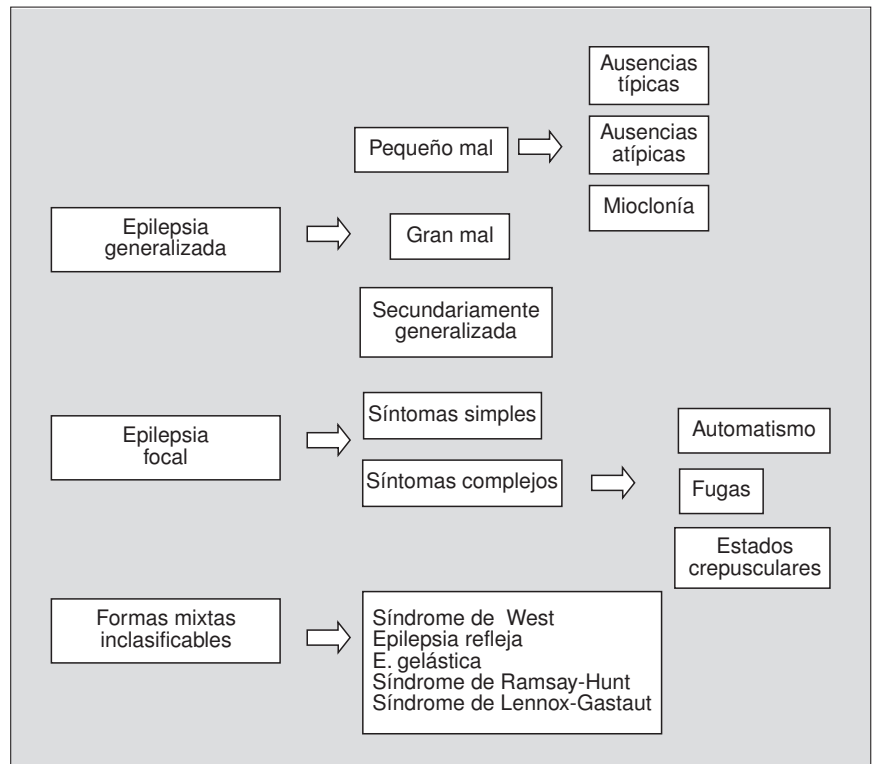 Ausencias
típicas
Pequeño mal
Ausencias
atípicas
Mioclonía
Epilepsia
generalizada
Gran mal
Secundariamente
generalizada
Epilepsia
focal
Síntomas simples
Síntomas complejos
Automatismo
Fugas
Estados
crepusculares
Formas mixtas
inclasificables
Síndrome de West
Epilepsia refleja
E. gelástica
Síndrome de Ramsay-Hunt
Síndrome de Lennox-Gastaut